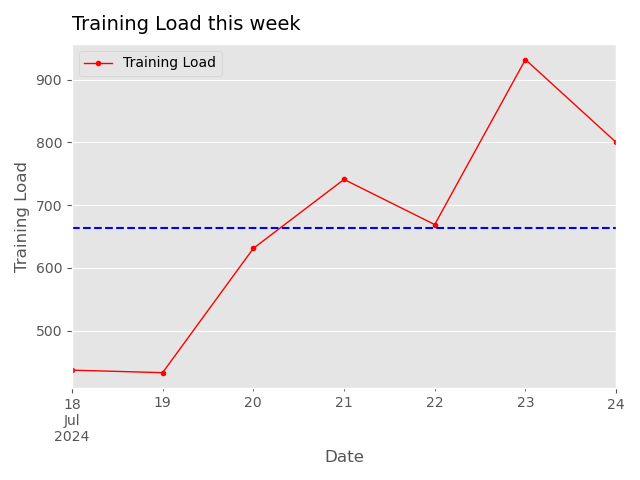 Training Load this week
Training Load
900
800
700
600
500
Training Load
18 19 20 21 22 23 24
Jul
2024
Date